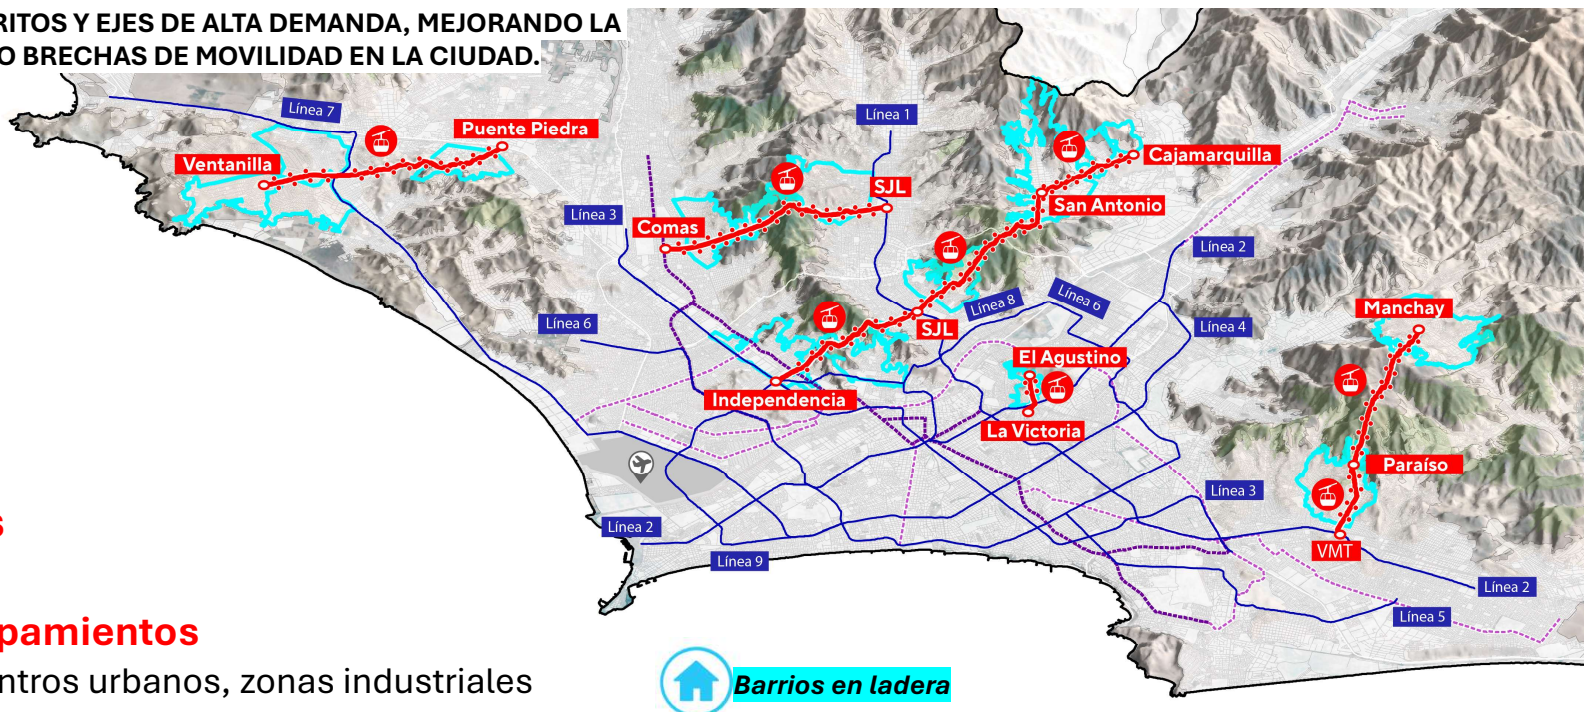 RITOS Y EJES DE ALTA DEMANDA, MEJORANDO LA
O BRECHAS DE MOVILIDAD EN LA CIUDAD.
Línea 7
Puente Piedra
Ventanilla
Línea 1
Cajamarquilla
SJL
San Antonio
Línea 3
Comas
Línea 2
Línea 8
Línea 6
Manchay
Línea 6
SJL
Línea 4
El Agustino
Independencia
La Victoria
Paraíso
Línea 3
s
Línea 2
VMT
Línea 9
Línea 2
Línea 5
pamientos
ntros urbanos, zonas industriales
Barrios en ladera